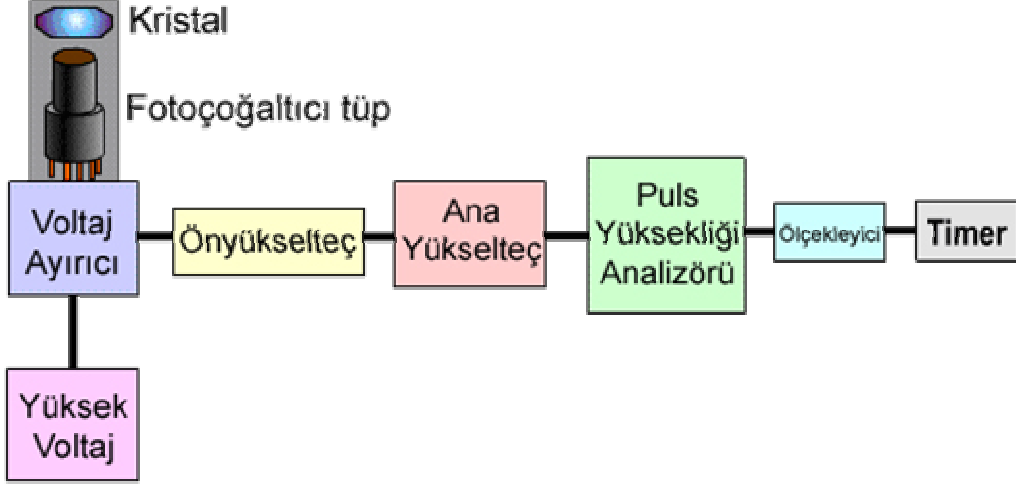 Kristal
Fotoçoğaltıcı tüp
Voltaj
Ayırıcı
Önyükselteç
Ana
Yükselteç
Puls
Yüksekliği
Analizörü
Ölçekleyici
Timer
Yüksek
Voltaj